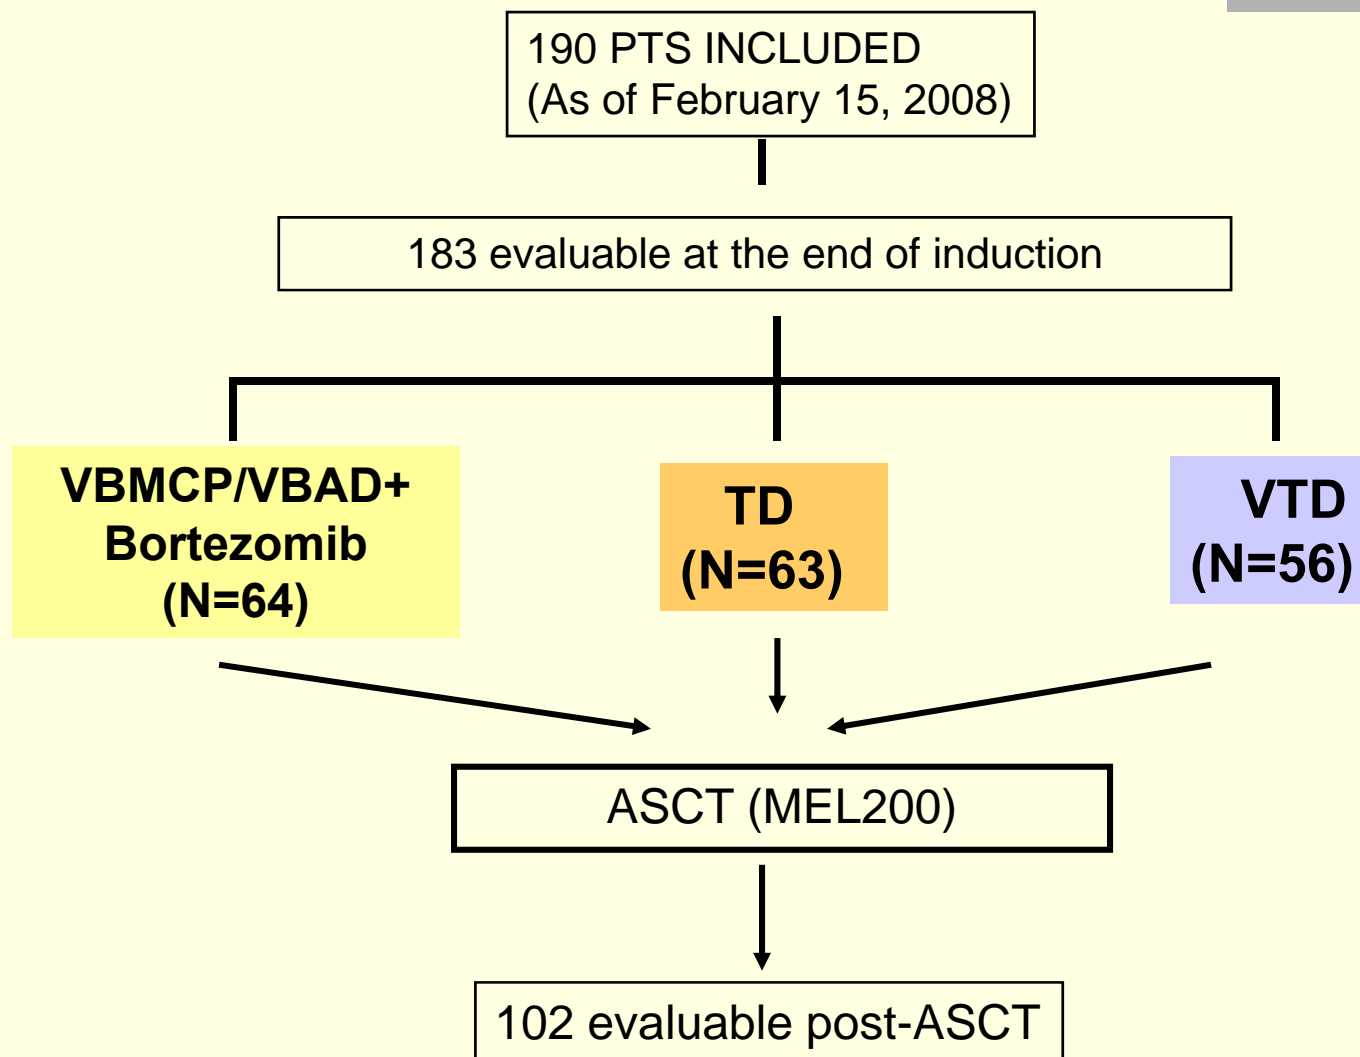 190 PTS INCLUDED
(As of February 15, 2008)
183 evaluable at the end of induction
VBMCP/VBAD+
Bortezomib
(N=64)
TD
(N=63)
VTD
(N=56)
ASCT (MEL200)
102 evaluable post-ASCT